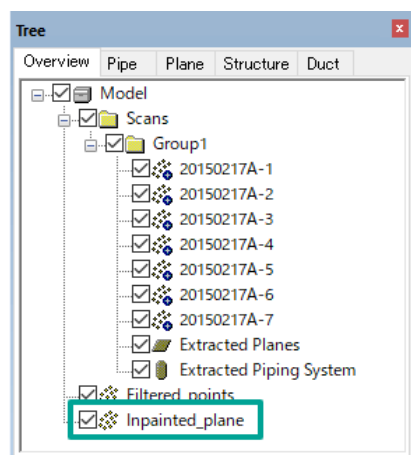 Tree
Overview Pipe Plane Structure Duct
Model
Scans
Group1
20150217A-1
20150217A-2
20150217A-3
20150217A-4
20150217A-5
20150217A-6
20150217A-7
Extracted Planes
Extracted Piping System
Filtered_points
Inpainted_plane